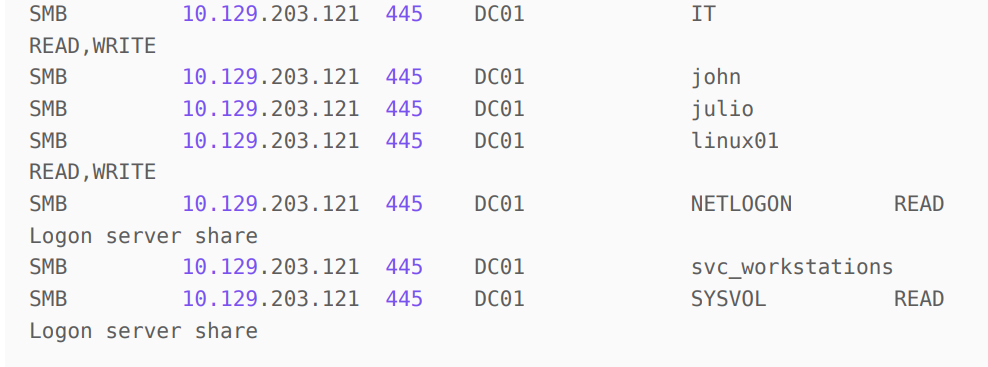 SMB 10.129.203.121 445 DC01 IT
READ,WRITE
SMB 10.129.203.121 445 DC01 john
SMB 10.129.203.121 445 DC01 julio
SMB 10.129.203.121 445 DC01 linux01
READ,WRITE
SMB 10.129.203.121 445 DC01 NETLOGON READ
Logon server share
SMB 10.129.203.121 445 DC01 svc_workstations
SMB 10.129.203.121 445 DC01 SYSVOL READ
Logon server share